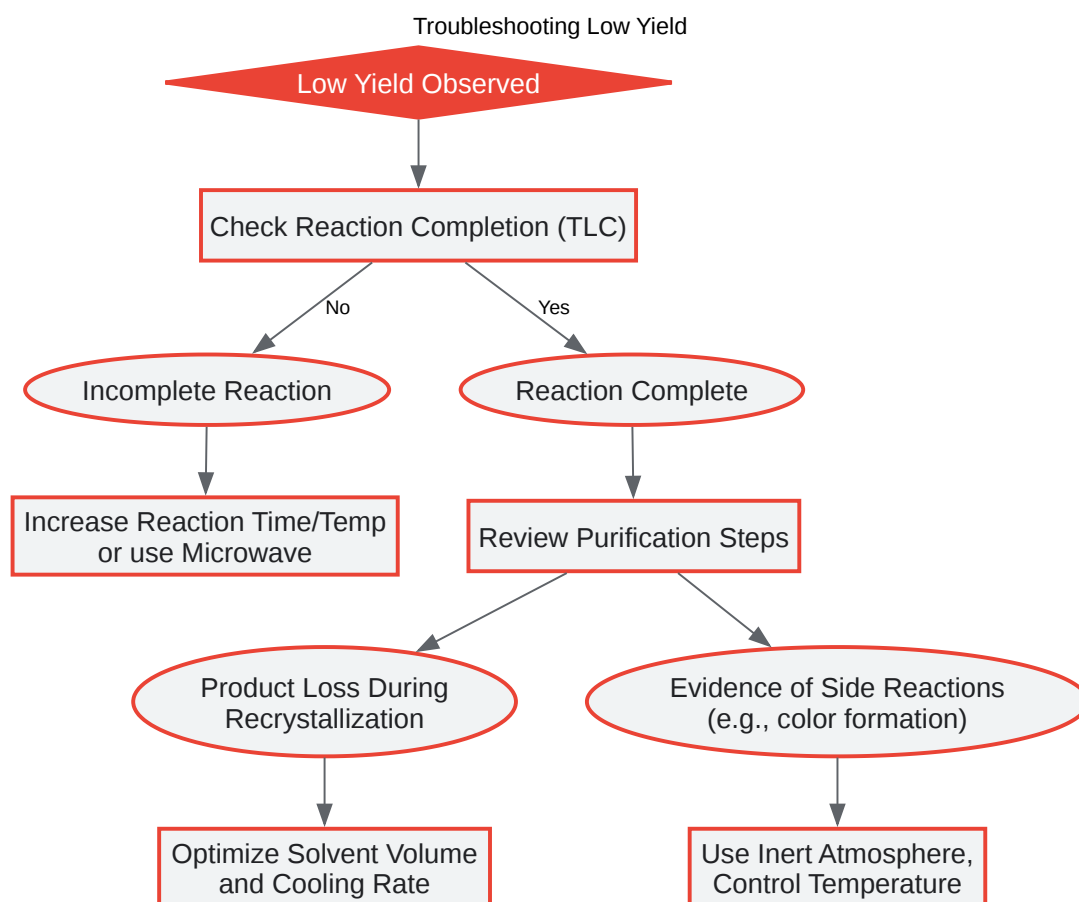 Troubleshooting Low Yield
Low Yield Observed
Check Reaction Completion (TLC)
No
Yes
Incomplete Reaction
Reaction Complete
Increase Reaction Time/Temp
or use Microwave
Review Purification Steps
Product Loss During
Recrystallization
Evidence of Side Reactions
(e.g., color formation)
Optimize Solvent Volume
and Cooling Rate
Use Inert Atmosphere,
Control Temperature